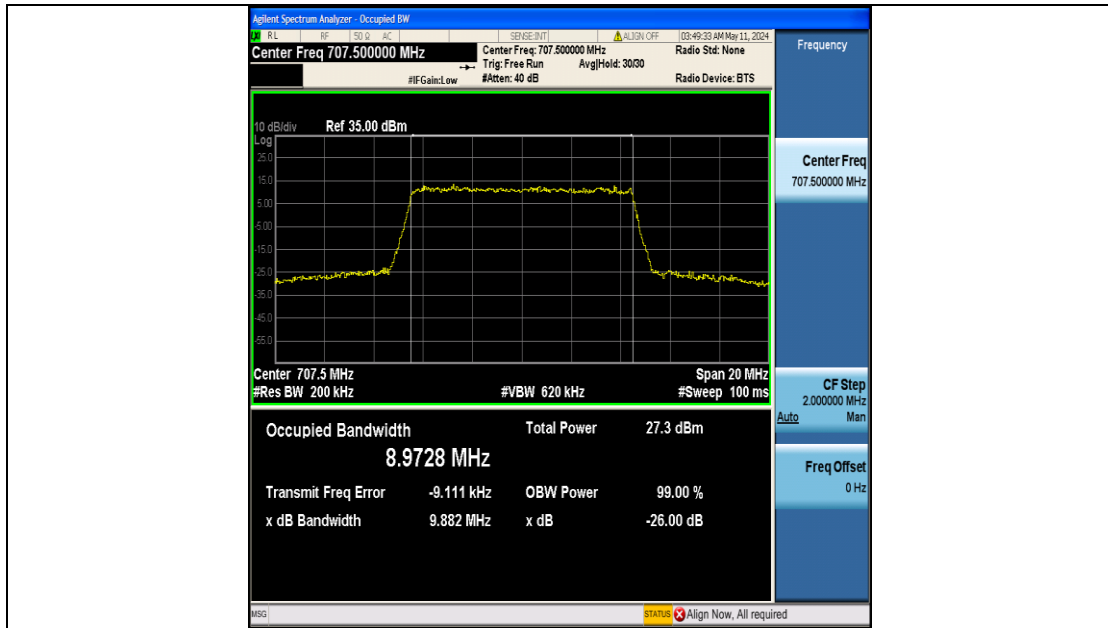 Agilent Spectrum Analyzer - Occupied BW
RL RF 50 Ω AC SENSE:INT ALIGN OFF 03:49:33 AM May 11, 2024
Center Freq 707.500000 MHz
Center Freq: 707.500000 MHz
Radio Std: None
Trig: Free Run Avg|Hold: 30/30
#IFGain:Low #Atten: 40 dB Radio Device: BTS
10 dB/div Ref 35.00 dBm
Log
25.0
15.0
5.00
-5.00
-15.0
-25.0
-35.0
-45.0
-55.0
Center 707.5 MHz Span 20 MHz
#Res BW 200 kHz #VBW 620 kHz #Sweep 100 ms
Occupied Bandwidth Total Power 27.3 dBm
8.9728 MHz
Transmit Freq Error -9.111 kHz OBW Power 99.00 %
x dB Bandwidth 9.882 MHz x dB -26.00 dB
Frequency
Center Freq
707.500000 MHz
CF Step
2.000000 MHz
Auto Man
Freq Offset
0 Hz
MSG STATUS Align Now, All required